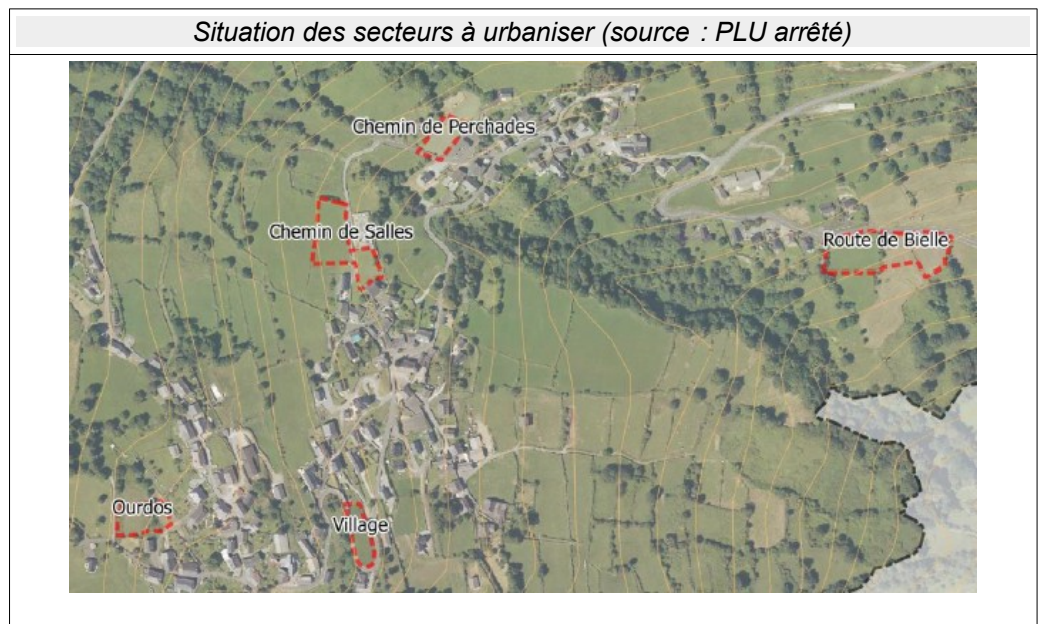 Situation des secteurs à urbaniser (source : PLU arrêté)
Chemin de Perchades
Chemin de Salles
Route de Bielle
Ourdos
Village